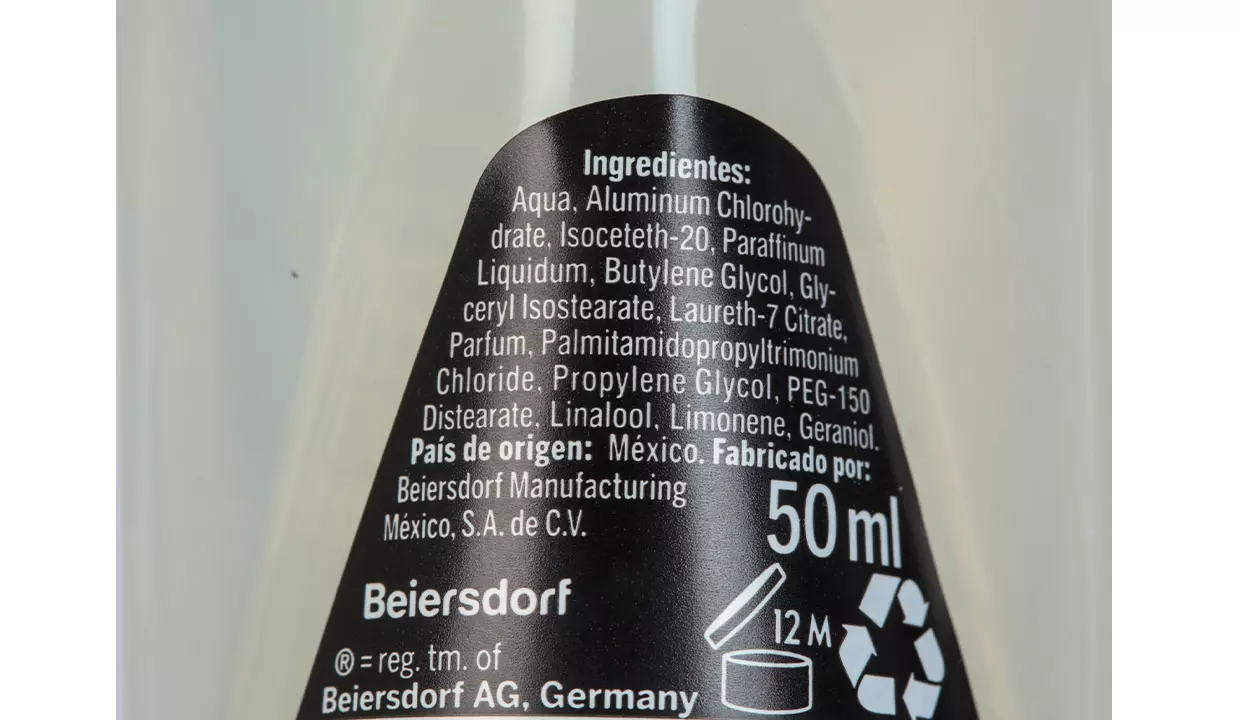 Ingredientes:
Aqua, Aluminum Chlorohy-
drate, Isoceteth-20, Paraffinum
Liquidum, Butylene Glycol, Gly-
ceryl Isostearate, Laureth-7 Citrate,
Parfum, Palmitamidopropyltrimonium
Chloride, Propylene Glycol, PEG-150
Distearate, Linalool, Limonene, Geraniol.
País de origen: México. Fabricado por:
Beiersdorf Manufacturing
México, S.A. de C.V.
50 ml
12 M
Beiersdorf
® = reg. tm. of
Beiersdorf AG, Germany